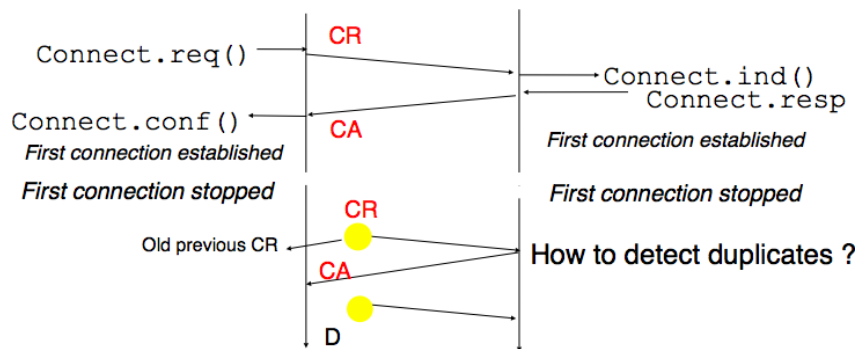 CR
Connect.req()
Connect.ind()
Connect.resp
Connect.conf()
CA
First connection established
First connection established
First connection stopped
First connection stopped
CR
Old previous CR
How to detect duplicates ?
CA
D